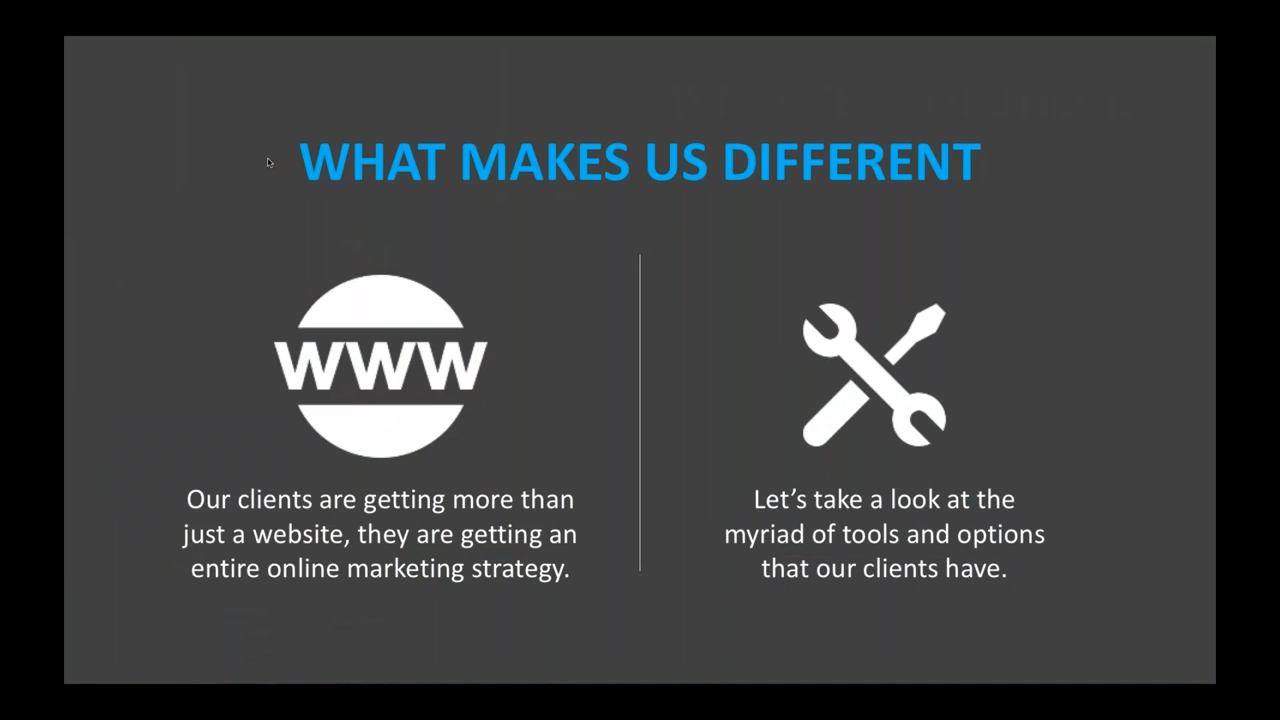 WHAT MAKES US DIFFERENT
WWW
Our clients are getting more than
just a website, they are getting an
entire online marketing strategy.
Let’s take a look at the
myriad of tools and options
that our clients have.